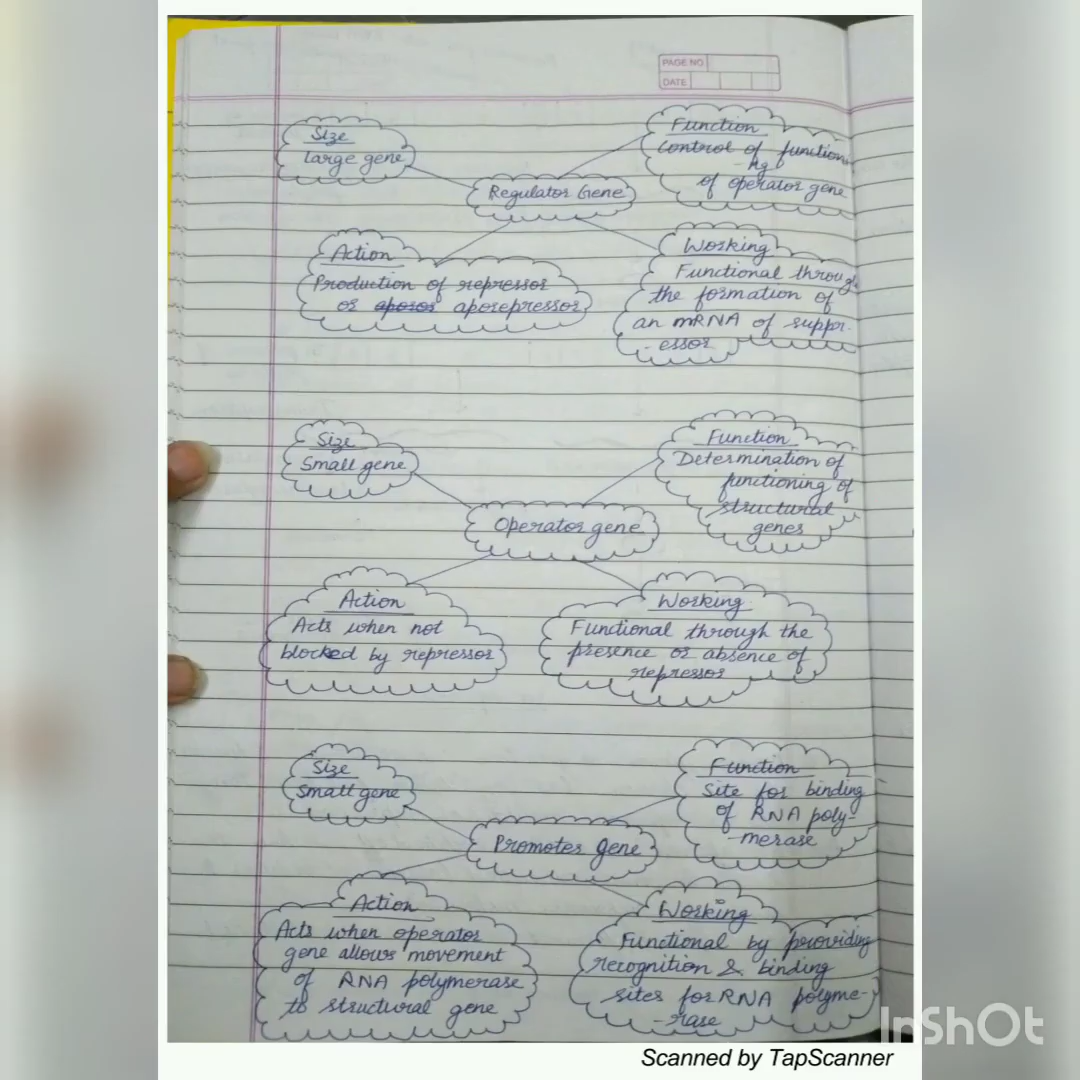 PAGE NO
DATE
Size
Large gene
Function
Control of function
-ng
of operator gene
Regulator Gene
Action
Production of repressor
or aporor aporepressor
Working
Functional through
the formation of
an mRNA of suppr-
-essor
Size
Small gene
Function
Determination of
functioning of
structural
genes
Operator gene
Action
Acts when not
blocked by repressor
Working
Functional through the
presence or absence of
repressor
Size
Small gene
Function
Site for binding
of RNA poly-
-merase
Promoter gene
Action
Acts when operator
gene allows movement
of RNA polymerase
to structural gene
Working
Functional by providing
recognition & binding
sites for RNA polyme-
-rase
InShOt
Scanned by TapScanner